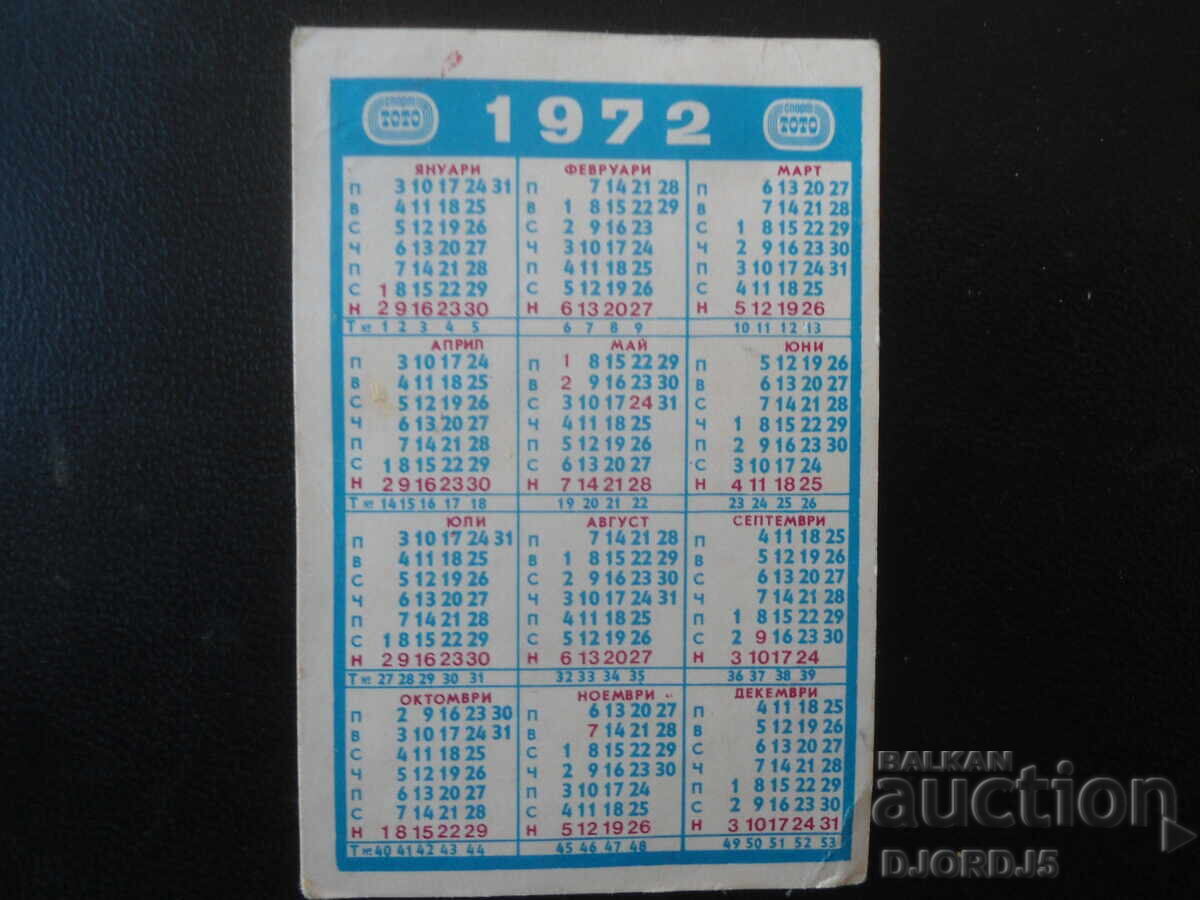 спорт ТОТО 1972 спорт ТОТО
ЯНУАРИ
П 3 10 17 24 31
В 4 11 18 25
С 5 12 19 26
Ч 6 13 20 27
П 7 14 21 28
С 1 8 15 22 29
Н 2 9 16 23 30
Т № 1 2 3 4 5
ФЕВРУАРИ
П 7 14 21 28
В 1 8 15 22 29
С 2 9 16 23
Ч 3 10 17 24
П 4 11 18 25
С 5 12 19 26
Н 6 13 20 27
6 7 8 9
МАРТ
П 6 13 20 27
В 7 14 21 28
С 1 8 15 22 29
Ч 2 9 16 23 30
П 3 10 17 24 31
С 4 11 18 25
Н 5 12 19 26
10 11 12 13
АПРИЛ
П 3 10 17 24
В 4 11 18 25
С 5 12 19 26
Ч 6 13 20 27
П 7 14 21 28
С 1 8 15 22 29
Н 2 9 16 23 30
Т № 14 15 16 17 18
МАЙ
П 1 8 15 22 29
В 2 9 16 23 30
С 3 10 17 24 31
Ч 4 11 18 25
П 5 12 19 26
С 6 13 20 27
Н 7 14 21 28
19 20 21 22
ЮНИ
П 5 12 19 26
В 6 13 20 27
С 7 14 21 28
Ч 1 8 15 22 29
П 2 9 16 23 30
С 3 10 17 24
Н 4 11 18 25
23 24 25 26
ЮЛИ
П 3 10 17 24 31
В 4 11 18 25
С 5 12 19 26
Ч 6 13 20 27
П 7 14 21 28
С 1 8 15 22 29
Н 2 9 16 23 30
Т № 27 28 29 30 31
АВГУСТ
П 7 14 21 28
В 1 8 15 22 29
С 2 9 16 23 30
Ч 3 10 17 24 31
П 4 11 18 25
С 5 12 19 26
Н 6 13 20 27
32 33 34 35
СЕПТЕМВРИ
П 4 11 18 25
В 5 12 19 26
С 6 13 20 27
Ч 7 14 21 28
П 1 8 15 22 29
С 2 9 16 23 30
Н 3 10 17 24
36 37 38 39
ОКТОМВРИ
П 2 9 16 23 30
В 3 10 17 24 31
С 4 11 18 25
Ч 5 12 19 26
П 6 13 20 27
С 7 14 21 28
Н 1 8 15 22 29
Т № 40 41 42 43 44
НОЕМВРИ
П 6 13 20 27
В 7 14 21 28
С 1 8 15 22 29
Ч 2 9 16 23 30
П 3 10 17 24
С 4 11 18 25
Н 5 12 19 26
45 46 47 48
ДЕКЕМВРИ
П 4 11 18 25
В 5 12 19 26
С 6 13 20 27
Ч 7 14 21 28
П 1 8 15 22 29
С 2 9 16 23 30
Н 3 10 17 24 31
49 50 51 52 53
BALKAN
auction
DJORDJ5